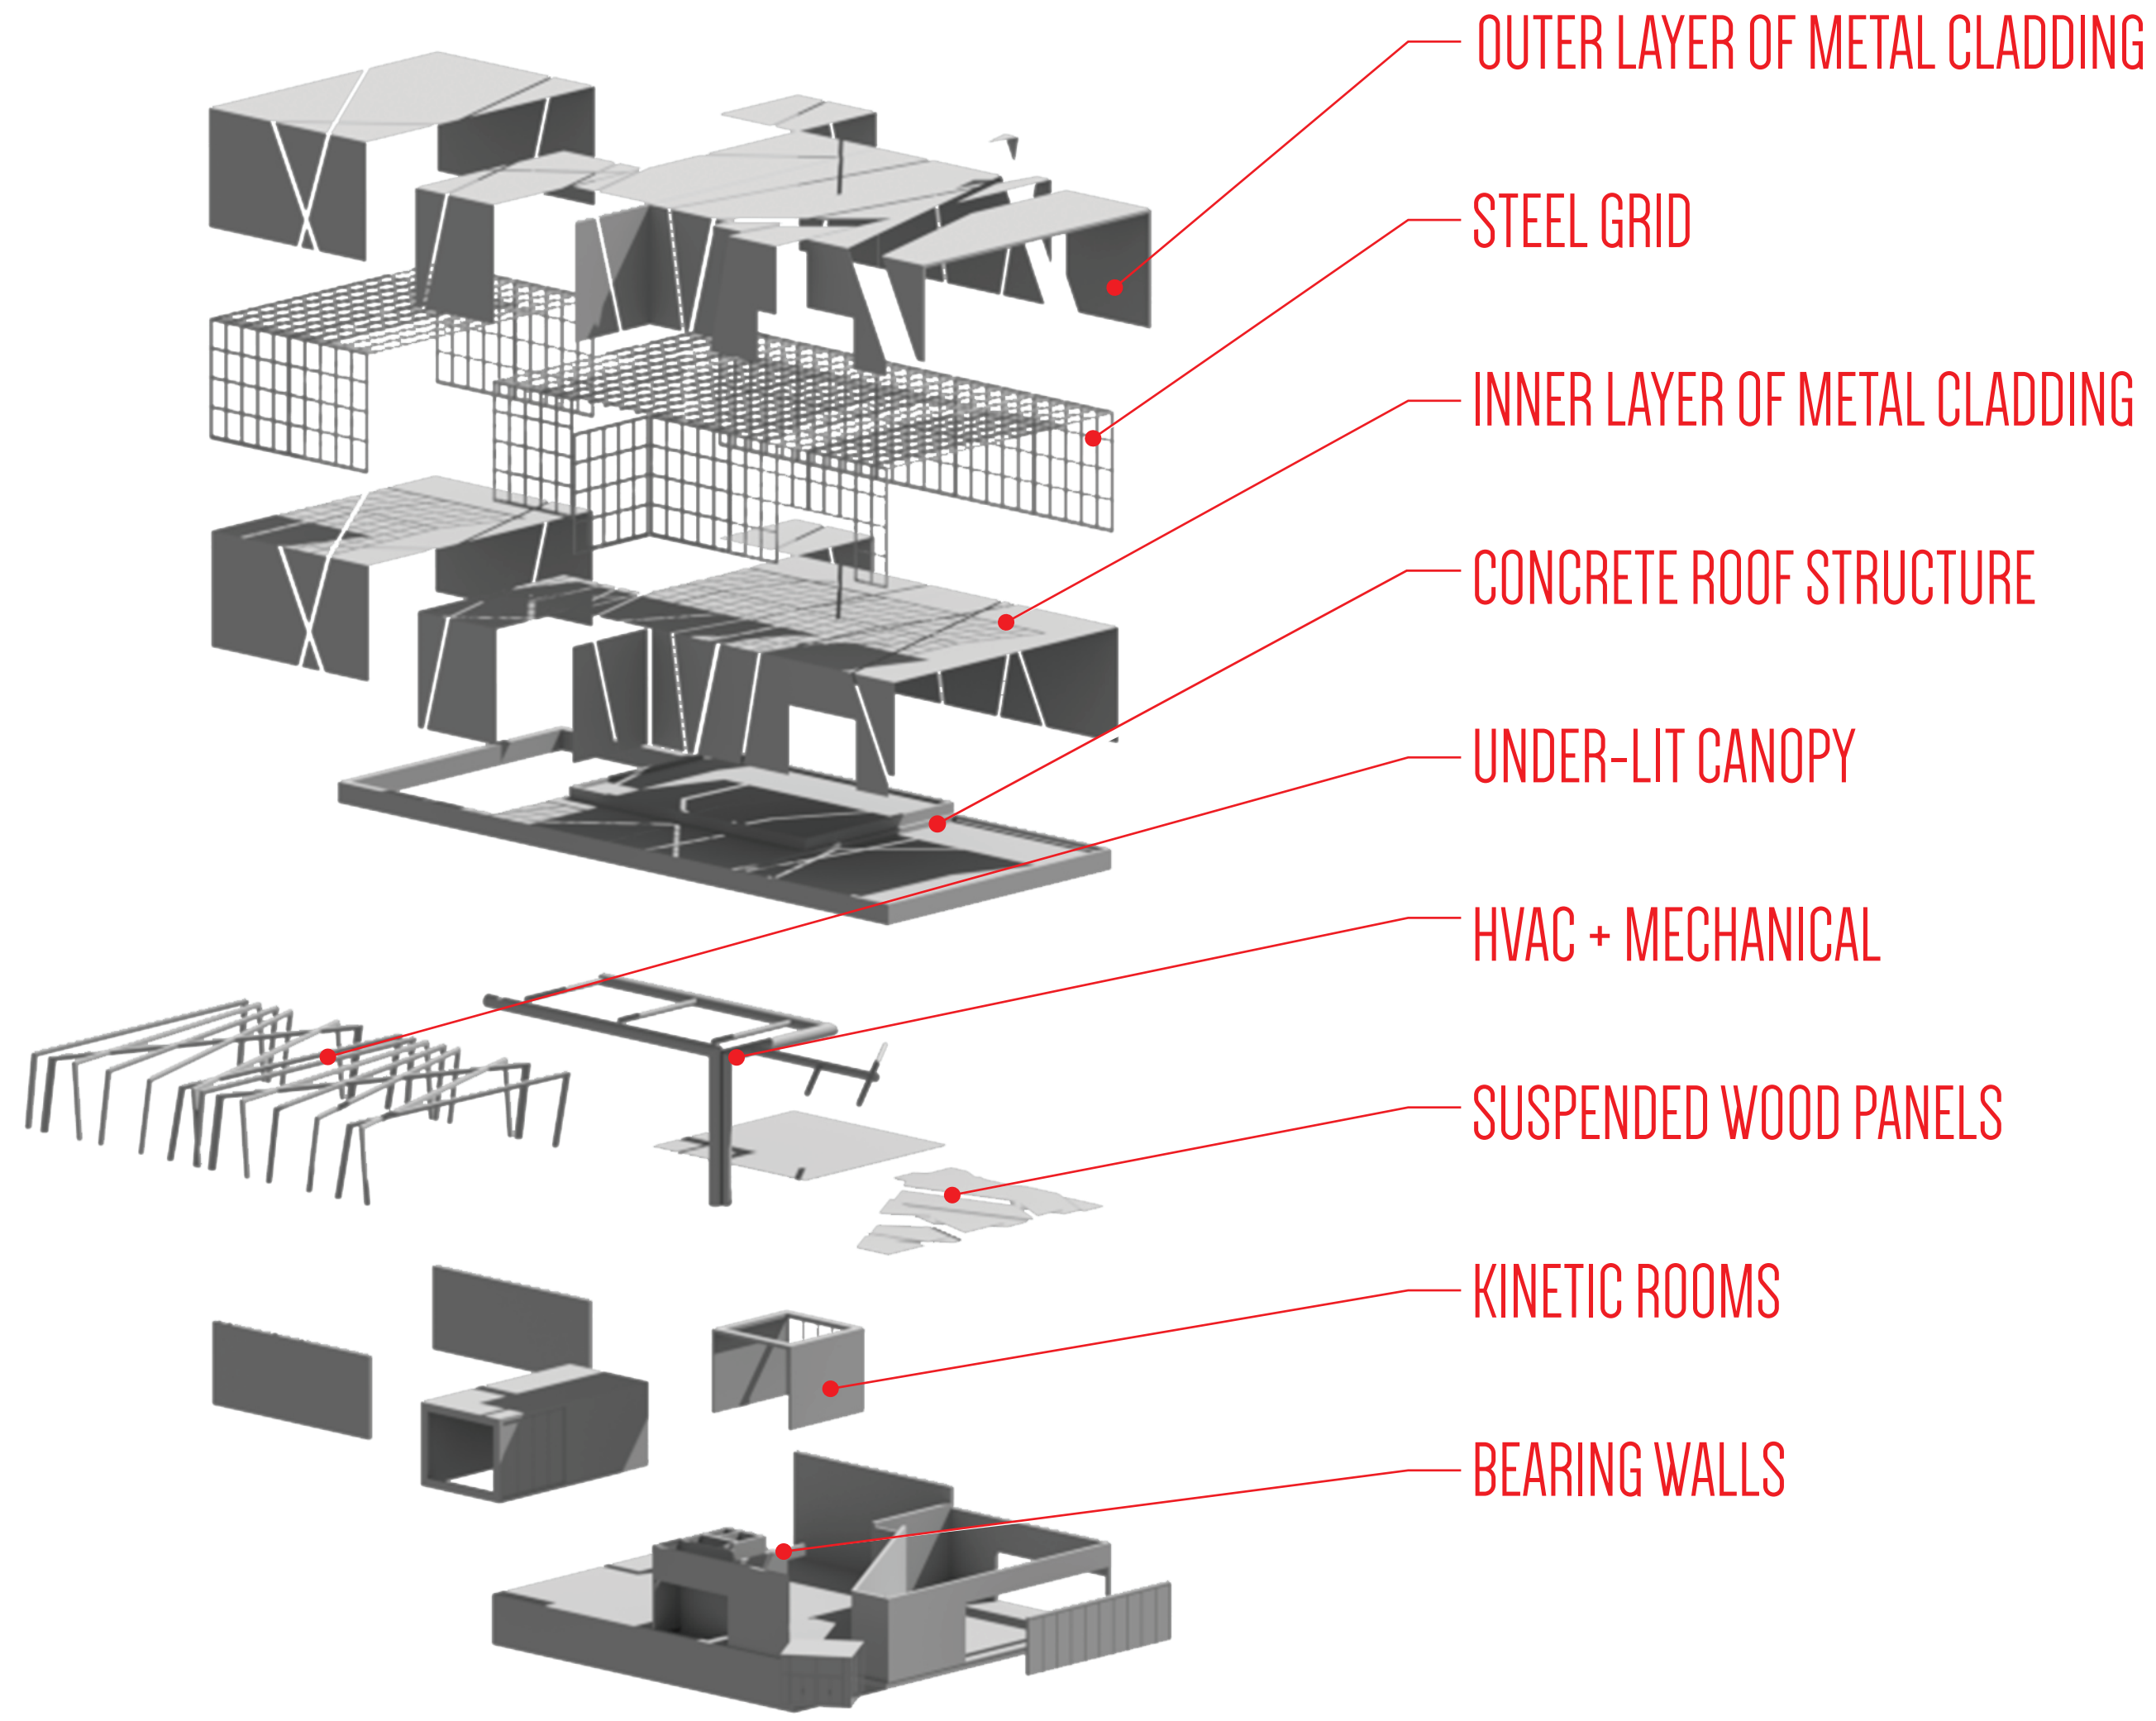 OUTER LAYER OF METAL CLADDING
STEEL GRID
INNER LAYER OF METAL CLADDING
CONCRETE ROOF STRUCTURE
UNDER-LIT CANOPY
HVAC + MECHANICAL
SUSPENDED WOOD PANELS
KINETIC ROOMS
BEARING WALLS